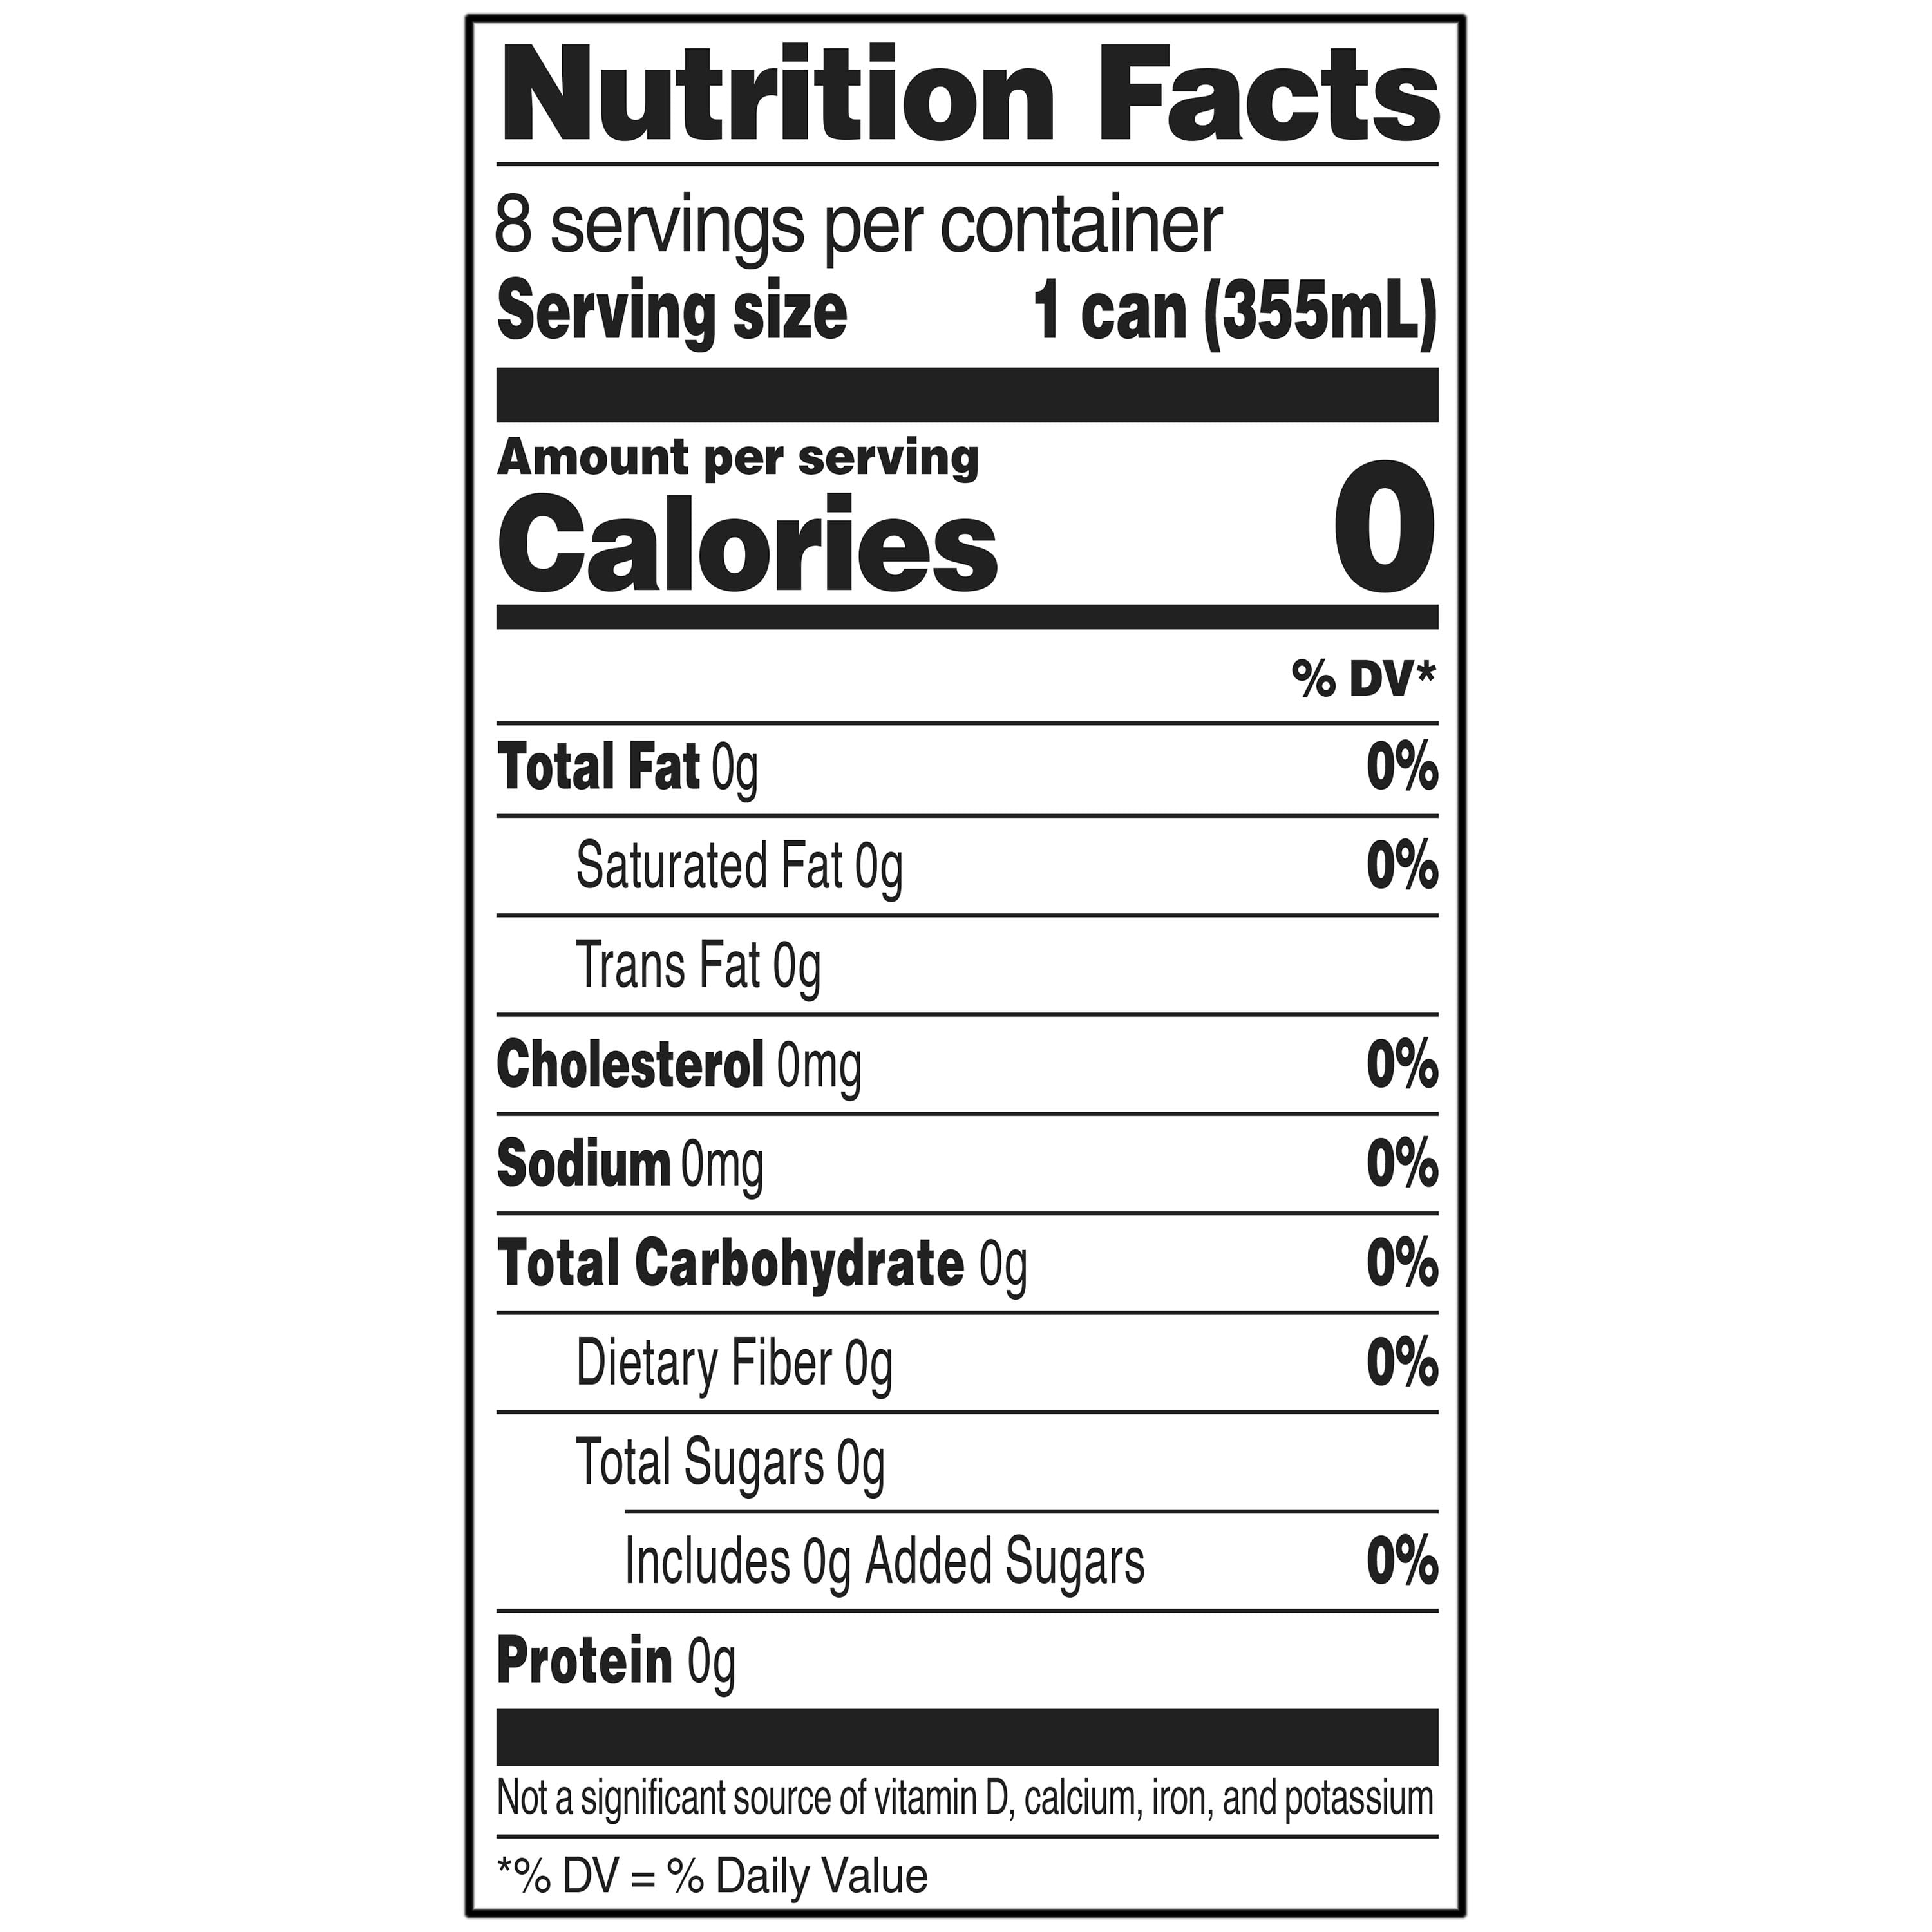 Nutrition Facts
8 servings per container
Serving size 1 can (355mL)
Amount per serving
Calories 0
% DV*
Total Fat 0g 0%
Saturated Fat 0g 0%
Trans Fat 0g
Cholesterol 0mg 0%
Sodium 0mg 0%
Total Carbohydrate 0g 0%
Dietary Fiber 0g 0%
Total Sugars 0g
Includes 0g Added Sugars 0%
Protein 0g
Not a significant source of vitamin D, calcium, iron, and potassium
*% DV = % Daily Value